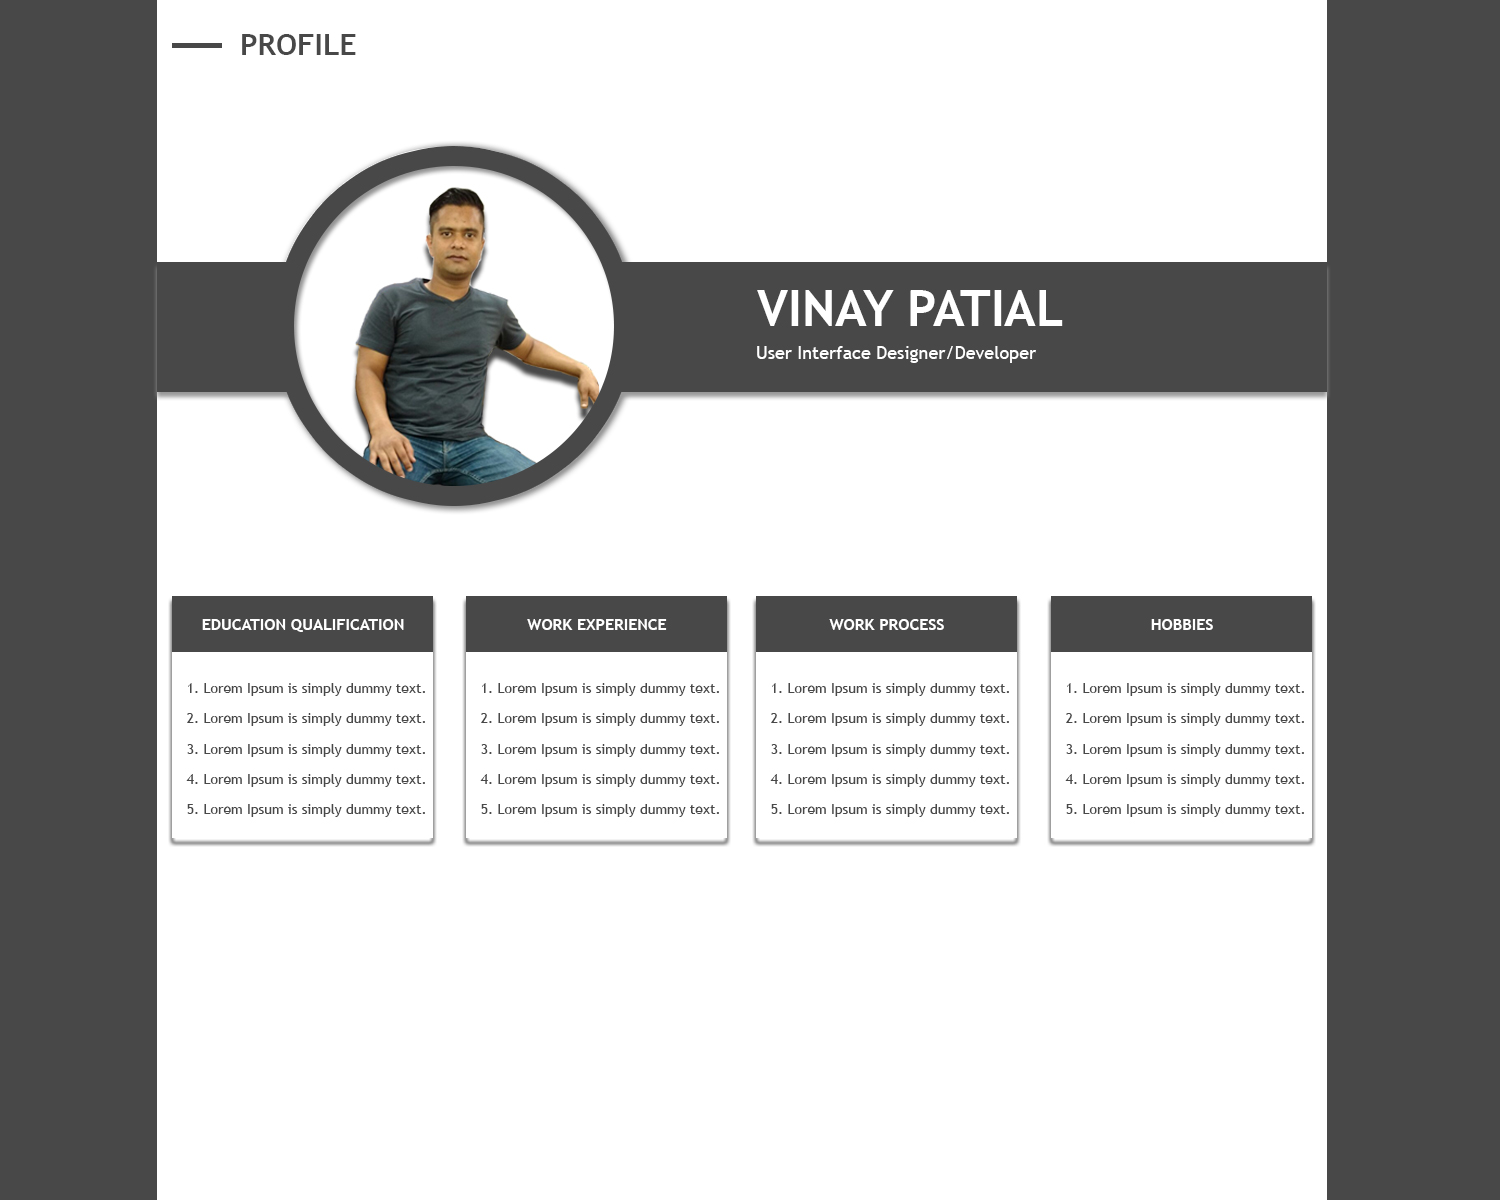 PROFILE
VINAY PATIAL
User Interface Designer/Developer
EDUCATION QUALIFICATION
1. Lorem Ipsum is simply dummy text.
2. Lorem Ipsum is simply dummy text.
3. Lorem Ipsum is simply dummy text.
4. Lorem Ipsum is simply dummy text.
5. Lorem Ipsum is simply dummy text.
WORK EXPERIENCE
1. Lorem Ipsum is simply dummy text.
2. Lorem Ipsum is simply dummy text.
3. Lorem Ipsum is simply dummy text.
4. Lorem Ipsum is simply dummy text.
5. Lorem Ipsum is simply dummy text.
WORK PROCESS
1. Lorem Ipsum is simply dummy text.
2. Lorem Ipsum is simply dummy text.
3. Lorem Ipsum is simply dummy text.
4. Lorem Ipsum is simply dummy text.
5. Lorem Ipsum is simply dummy text.
HOBBIES
1. Lorem Ipsum is simply dummy text.
2. Lorem Ipsum is simply dummy text.
3. Lorem Ipsum is simply dummy text.
4. Lorem Ipsum is simply dummy text.
5. Lorem Ipsum is simply dummy text.